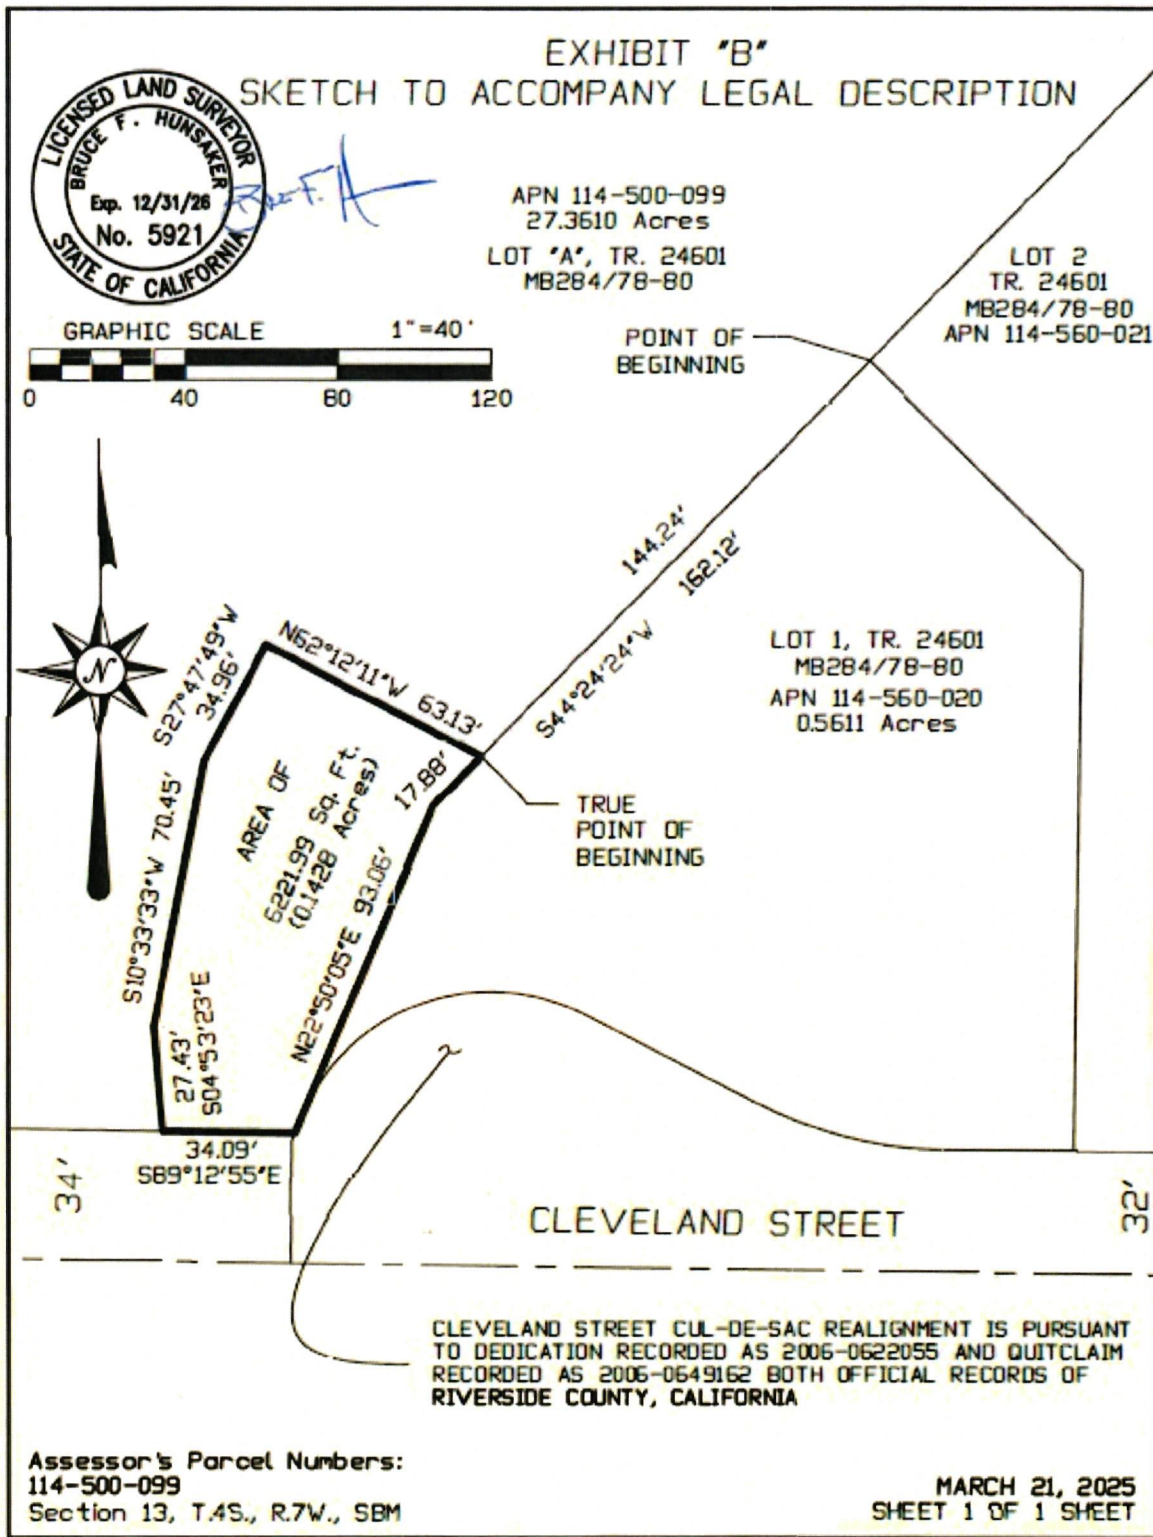 EXHIBIT "B"
SKETCH TO ACCOMPANY LEGAL DESCRIPTION
LICENSED LAND SURVEYOR
BRUCE F. HUNSAKER
Exp. 12/31/26
No. 5921
STATE OF CALIFORNIA
APN 114-500-099
27.3610 Acres
LOT "A", TR. 24601
MB284/78-80
LOT 2
TR. 24601
MB284/78-80
APN 114-560-021
GRAPHIC SCALE 1"=40'
0 40 80 120
POINT OF
BEGINNING
N
144.24'
162.12'
S44°24'24"W
LOT 1, TR. 24601
MB284/78-80
APN 114-560-020
0.5611 Acres
N62°12'11"W 63.13'
S27°47'49"W
34.96'
17.88'
TRUE
POINT OF
BEGINNING
AREA OF
6221.99 Sq. Ft.
(0.1428 Acres)
S10°33'33"W 70.45'
N22°50'05"E 93.06'
27.43'
S04°53'23"E
34.09'
S89°12'55"E
34'
32'
CLEVELAND STREET
CLEVELAND STREET CUL-DE-SAC REALIGNMENT IS PURSUANT
TO DEDICATION RECORDED AS 2006-0622055 AND QUITCLAIM
RECORDED AS 2006-0649162 BOTH OFFICIAL RECORDS OF
RIVERSIDE COUNTY, CALIFORNIA
Assessor's Parcel Numbers:
114-500-099
Section 13, T.4S., R.7W., SBM
MARCH 21, 2025
SHEET 1 OF 1 SHEET